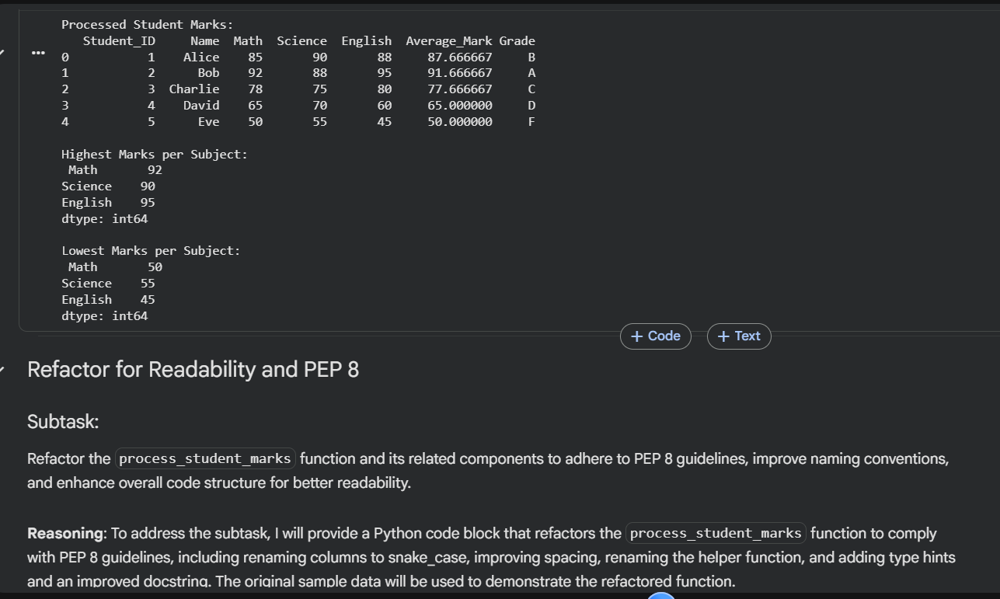 Processed Student Marks:
   Student_ID     Name  Math  Science  English  Average_Mark Grade
0           1    Alice    85       90       88     87.666667     B
1           2      Bob    92       88       95     91.666667     A
2           3  Charlie    78       75       80     77.666667     C
3           4    David    65       70       60     65.000000     D
4           5      Eve    50       55       45     50.000000     F
Highest Marks per Subject:
 Math       92
Science    90
English    95
dtype: int64
Lowest Marks per Subject:
 Math       50
Science    55
English    45
dtype: int64
+ Code + Text
Refactor for Readability and PEP 8
Subtask:
Refactor the process_student_marks function and its related components to adhere to PEP 8 guidelines, improve naming conventions,
and enhance overall code structure for better readability.
Reasoning: To address the subtask, I will provide a Python code block that refactors the process_student_marks function to comply
with PEP 8 guidelines, including renaming columns to snake_case, improving spacing, renaming the helper function, and adding type hints
and an improved docstring. The original sample data will be used to demonstrate the refactored function.